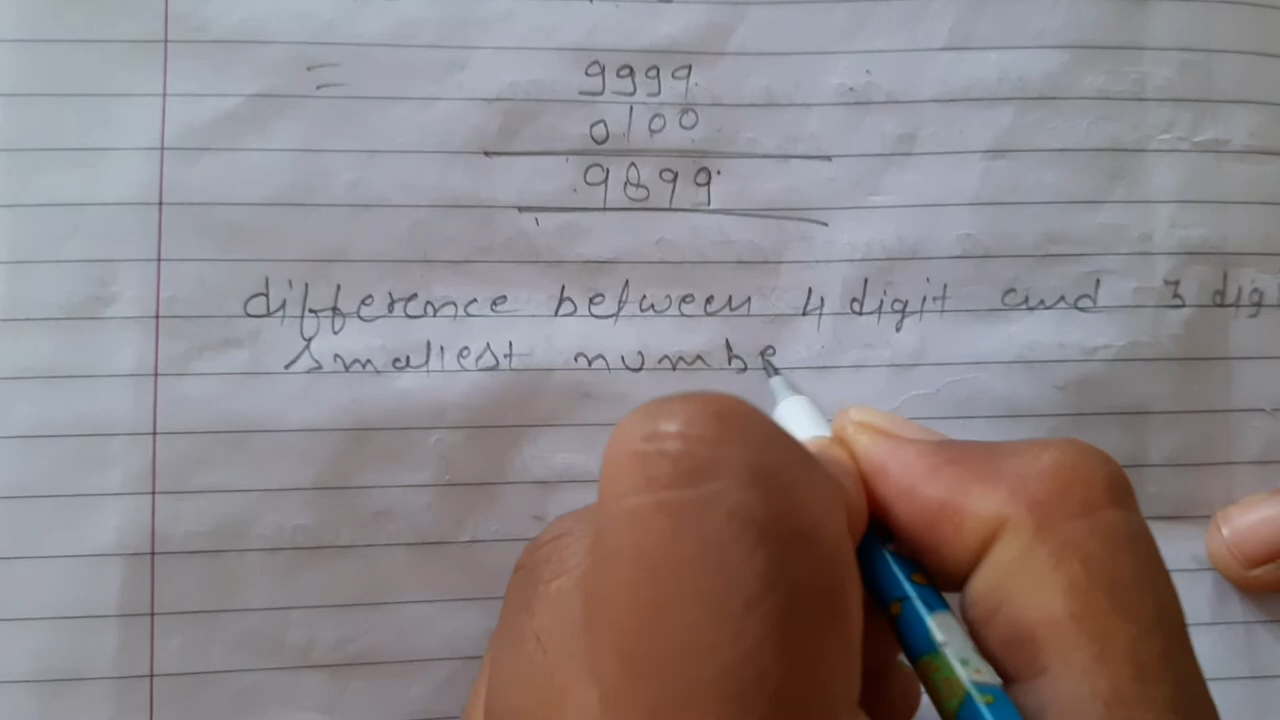 = 9999
0100
9899
difference between 4 digit and 3 dig
smallest numbe